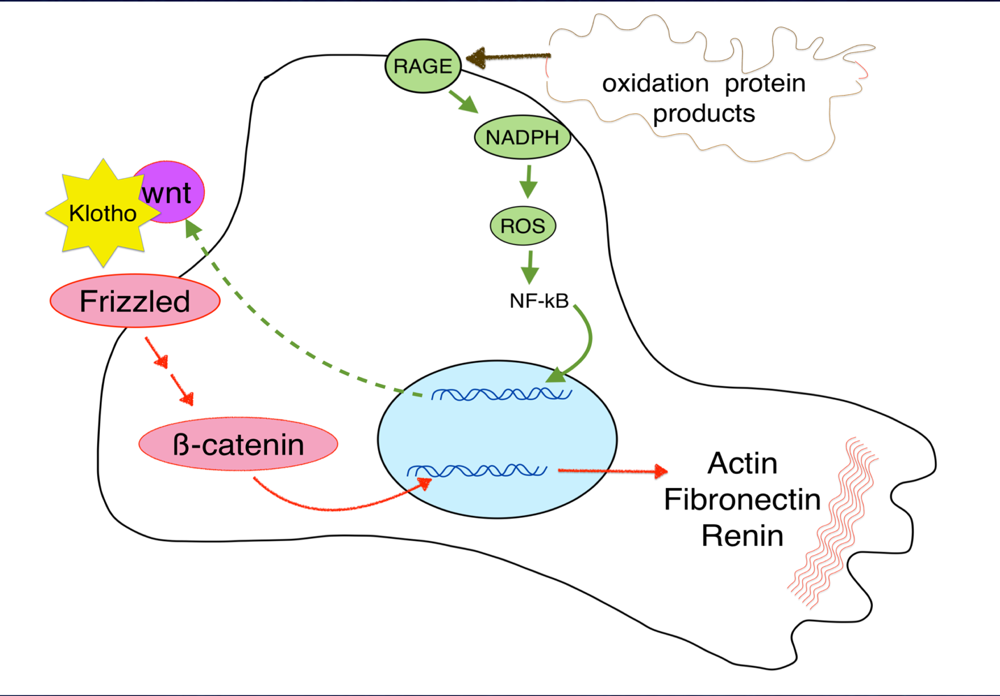 RAGE
oxidation protein
products
NADPH
wnt
Klotho
ROS
Frizzled
NF-kB
ß-catenin
Actin
Fibronectin
Renin